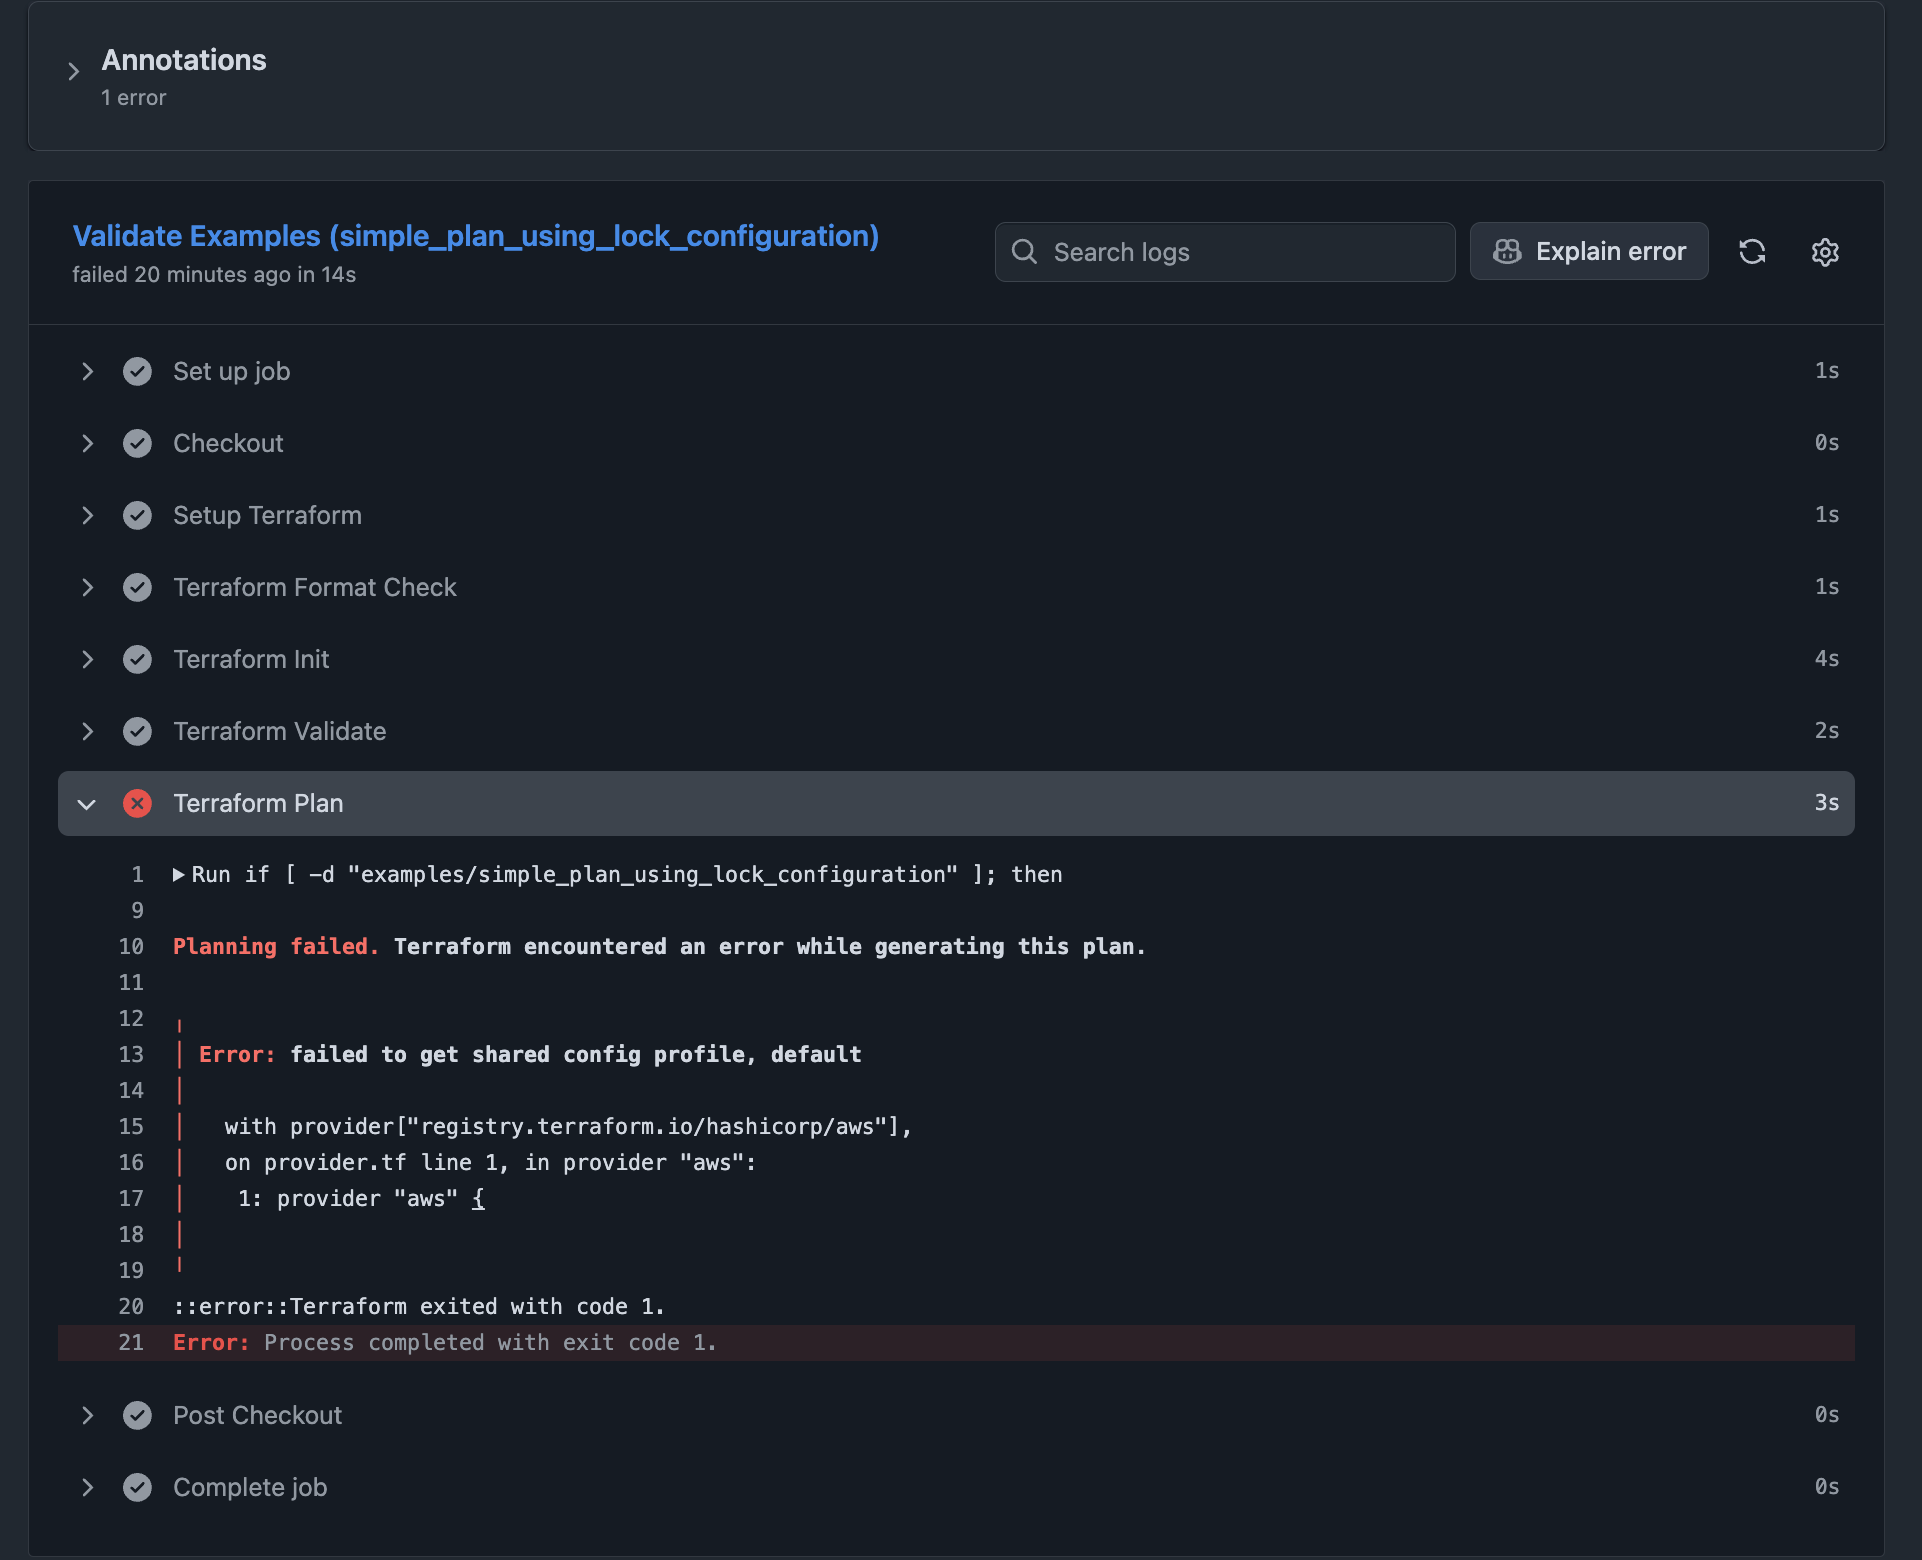 Annotations
1 error
Validate Examples (simple_plan_using_lock_configuration)
failed 20 minutes ago in 14s
Search logs
Explain error
Set up job 1s
Checkout 0s
Setup Terraform 1s
Terraform Format Check 1s
Terraform Init 4s
Terraform Validate 2s
Terraform Plan 3s
1 Run if [ -d "examples/simple_plan_using_lock_configuration" ]; then
9
10 Planning failed. Terraform encountered an error while generating this plan.
11
12
13 Error: failed to get shared config profile, default
14
15 with provider["registry.terraform.io/hashicorp/aws"],
16 on provider.tf line 1, in provider "aws":
17 1: provider "aws" {
18
19
20 ::error::Terraform exited with code 1.
21 Error: Process completed with exit code 1.
Post Checkout 0s
Complete job 0s